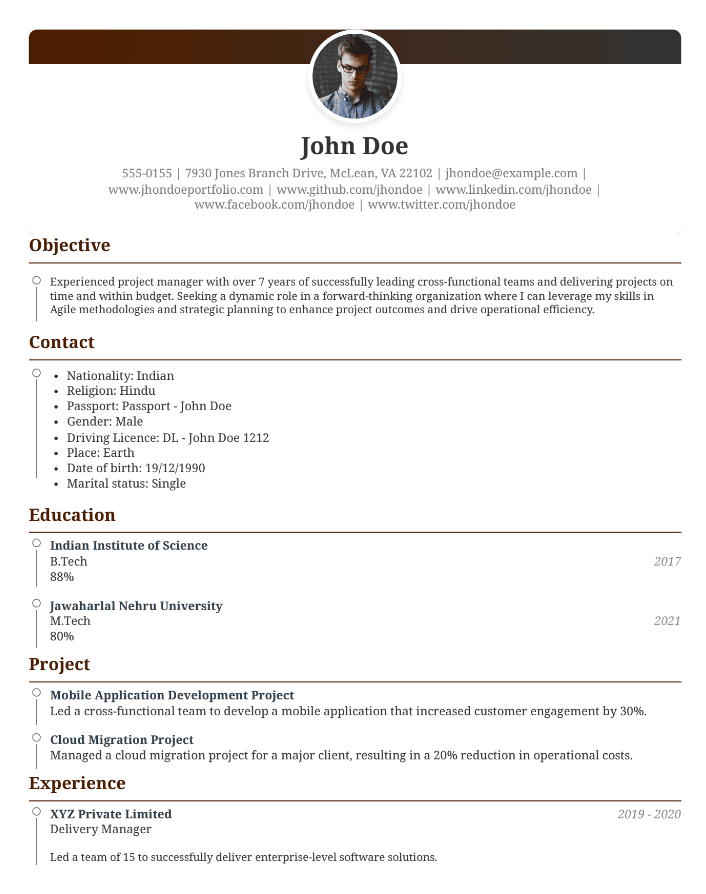 John Doe
555-0155 | 7930 Jones Branch Drive, McLean, VA 22102 | jhondoe@example.com |
www.jhondoeportfolio.com | www.github.com/jhondoe | www.linkedin.com/jhondoe |
www.facebook.com/jhondoe | www.twitter.com/jhondoe
Objective
Experienced project manager with over 7 years of successfully leading cross-functional teams and delivering projects on
time and within budget. Seeking a dynamic role in a forward-thinking organization where I can leverage my skills in
Agile methodologies and strategic planning to enhance project outcomes and drive operational efficiency.
Contact
• Nationality: Indian
• Religion: Hindu
• Passport: Passport - John Doe
• Gender: Male
• Driving Licence: DL - John Doe 1212
• Place: Earth
• Date of birth: 19/12/1990
• Marital status: Single
Education
Indian Institute of Science
B.Tech 2017
88%
Jawaharlal Nehru University
M.Tech 2021
80%
Project
Mobile Application Development Project
Led a cross-functional team to develop a mobile application that increased customer engagement by 30%.
Cloud Migration Project
Managed a cloud migration project for a major client, resulting in a 20% reduction in operational costs.
Experience
XYZ Private Limited 2019 - 2020
Delivery Manager
Led a team of 15 to successfully deliver enterprise-level software solutions.